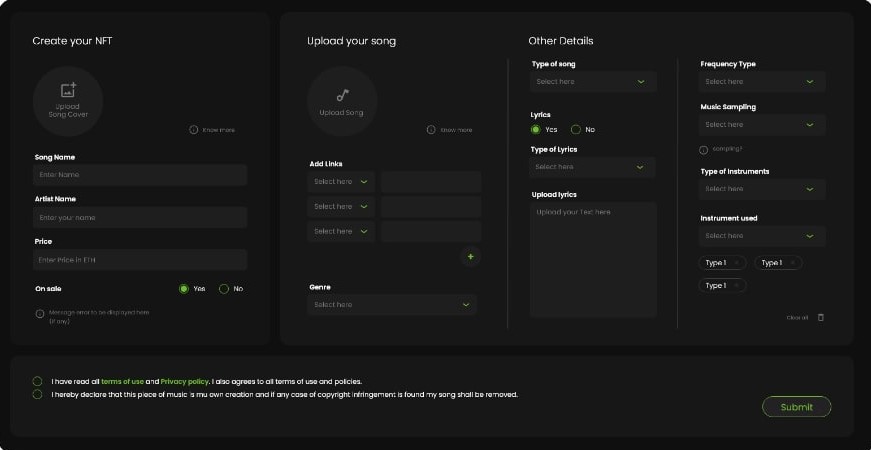 Create your NFT
Upload
Song Cover
Know more
Song Name
Enter Name
Artist Name
Enter your name
Price
Enter Price in ETH
On sale
Yes
No
Message error to be displayed here
(if any)
Upload your song
Upload Song
Know more
Add Links
Select here
Select here
Select here
+
Genre
Select here
Other Details
Type of song
Select here
Lyrics
Yes
No
Type of Lyrics
Select here
Upload lyrics
Upload your Text here
Frequency Type
Select here
Music Sampling
Select here
sampling?
Type of Instruments
Select here
Instrument used
Select here
Type 1
Type 1
Type 1
Clear all
I have read all terms of use and Privacy policy. I also agrees to all terms of use and policies.
I hereby declare that this piece of music is mu own creation and if any case of copyright infringement is found my song shall be removed.
Submit